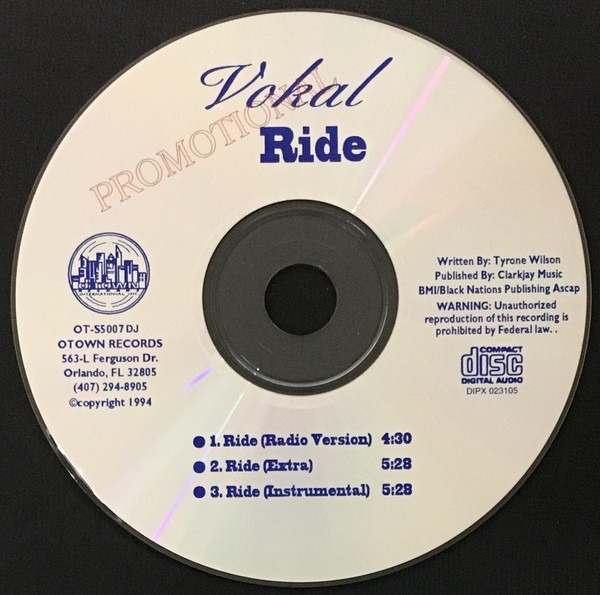 Vokal
PROMOTIONAL
Ride
OTOWN
INTERNATIONAL INC
OT-S5007 DJ
OTOWN RECORDS
563-L Ferguson Dr.
Orlando, FL 32805
(407) 294-8905
©copyright 1994
Written By: Tyrone Wilson
Published By: Clarkjay Music
BMI/Black Nations Publishing Ascap
WARNING: Unauthorized
reproduction of this recording is
prohibited by Federal law. .
COMPACT
disc
DIGITAL AUDIO
DIPX 023105
● 1. Ride (Radio Version) 4:30
● 2. Ride (Extra) 5:28
● 3. Ride (Instrumental) 5:28